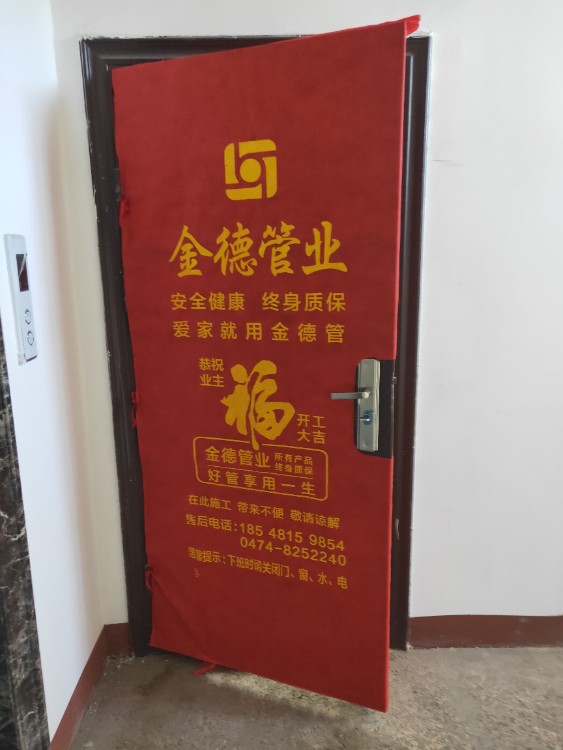 金德管业
安全健康 终身质保
爱家就用金德管
恭祝
业主
福
开工
大吉
金德管业
所有产品
终身质保
好管享用一生
在此施工 带来不便 敬请谅解
售后电话:185 4815 9854
0474-8252240
温馨提示:下班时请关闭门、窗、水、电